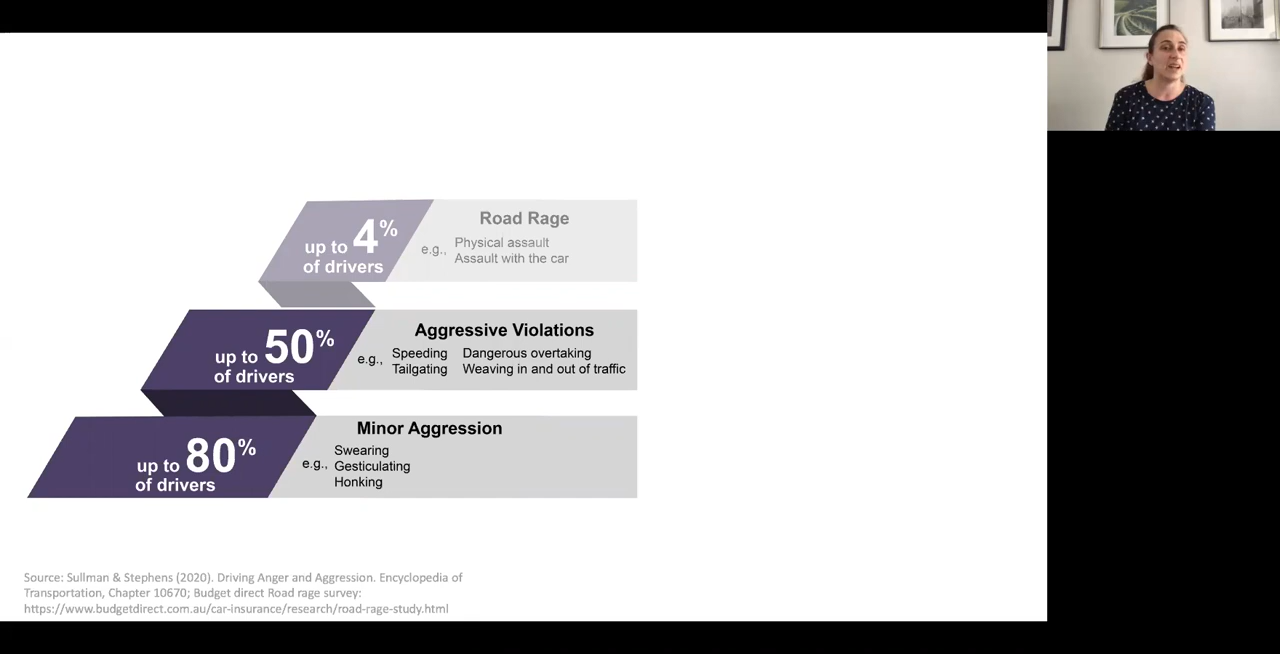 up to 4%
of drivers
Road Rage
e.g.,
Physical assault
Assault with the car
up to 50%
of drivers
Aggressive Violations
e.g.,
Speeding Dangerous overtaking
Tailgating Weaving in and out of traffic
up to 80%
of drivers
Minor Aggression
e.g.,
Swearing
Gesticulating
Honking
Source: Sullman & Stephens (2020). Driving Anger and Aggression. Encyclopedia of
Transportation, Chapter 10670; Budget direct Road rage survey:
https://www.budgetdirect.com.au/car-insurance/research/road-rage-study.html